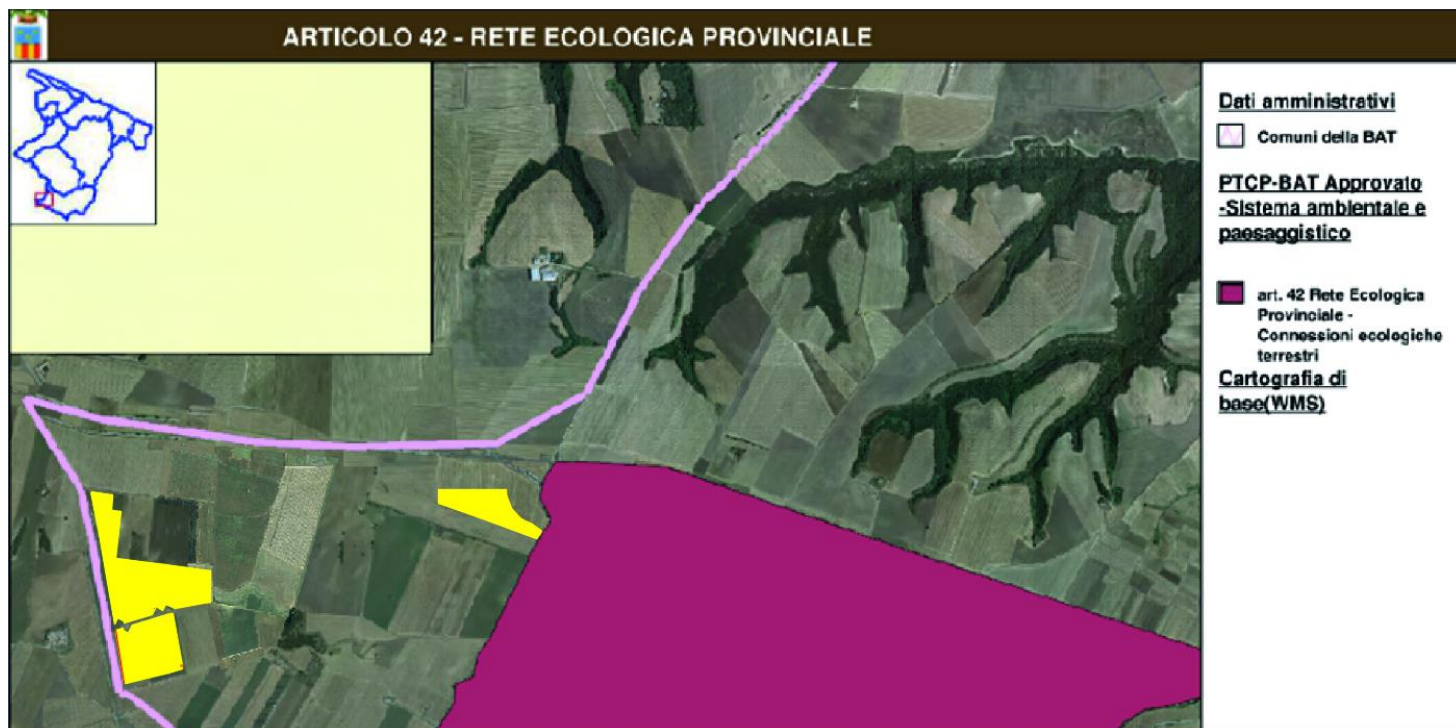 ARTICOLO 42 - RETE ECOLOGICA PROVINCIALE
Dati amministrativi
Comuni della BAT
PTCP-BAT Approvato
-Sistema ambientale e
paesaggistico
art. 42 Rete Ecologica
Provinciale -
Connessioni ecologiche
terrestri
Cartografia di
base(WMS)